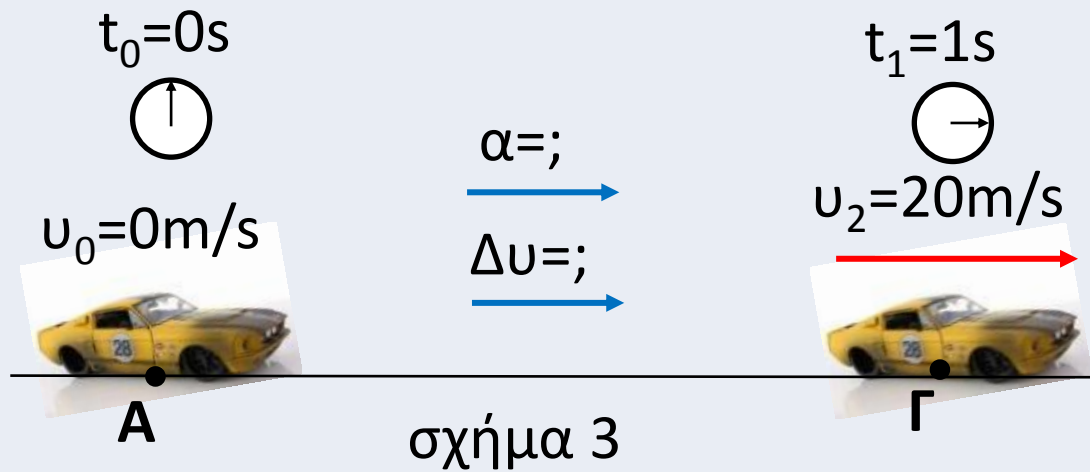 t₀=0s
t₁=1s
α=;
υ₀=0m/s
υ₂=20m/s
Δυ=;
28
28
Α
Γ
σχήμα 3